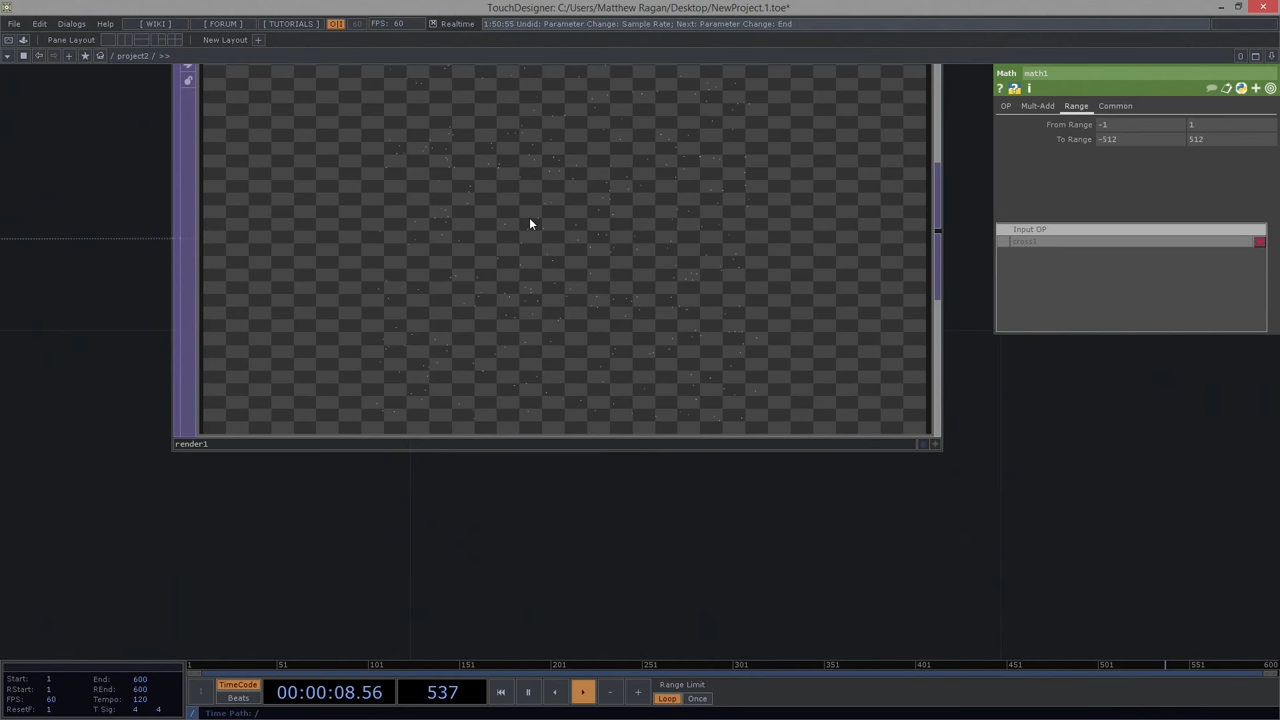 TouchDesigner: C:/Users/Matthew Ragan/Desktop/NewProject.1.toe*
File Edit Dialogs Help [ WIKI ] [ FORUM ] [ TUTORIALS ] O|I 60 FPS: 60 Realtime 1:50:55 Undid: Parameter Change: Sample Rate; Next: Parameter Change: End
Pane Layout New Layout +
/ project2 / >> 0
Math math1
? ? i
OP Mult-Add Range Common
From Range -1 1
To Range -512 512
Input OP
cross1
render1
1 51 101 151 201 251 301 351 401 451 501 551 600
Start: 1 End: 600
RStart: 1 REnd: 600
FPS: 60 Tempo: 120
ResetF: 1 T Sig: 4 4
TimeCode
Beats
00:00:08.56 537
Range Limit
Loop Once
/ Time Path: /